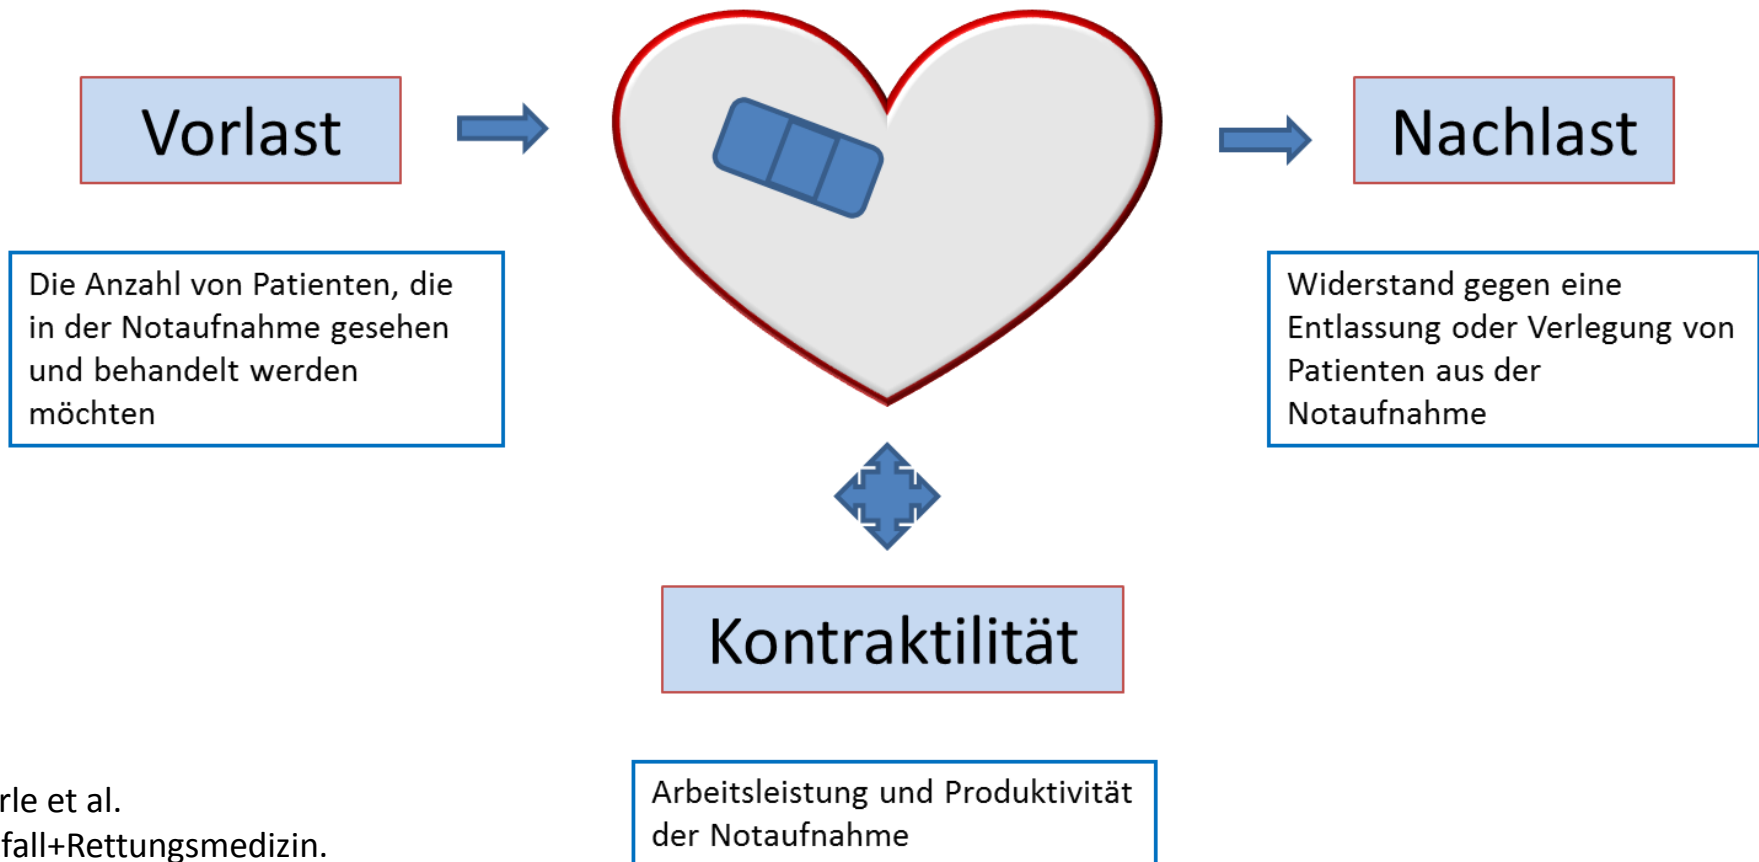 Vorlast
Nachlast
Die Anzahl von Patienten, die
in der Notaufnahme gesehen
und behandelt werden
möchten
Widerstand gegen eine
Entlassung oder Verlegung von
Patienten aus der
Notaufnahme
Kontraktilität
Arbeitsleistung und Produktivität
der Notaufnahme
rle et al.
fall+Rettungsmedizin.